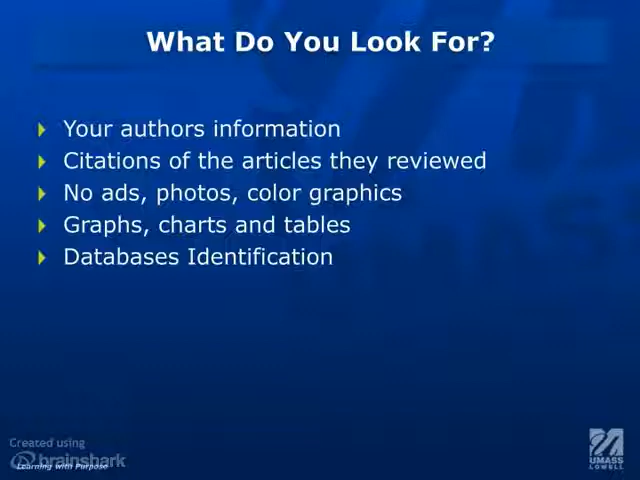 What Do You Look For?
Your authors information
Citations of the articles they reviewed
No ads, photos, color graphics
Graphs, charts and tables
Databases Identification
Created using
brainshark
Learning with Purpose
UMASS
LOWELL